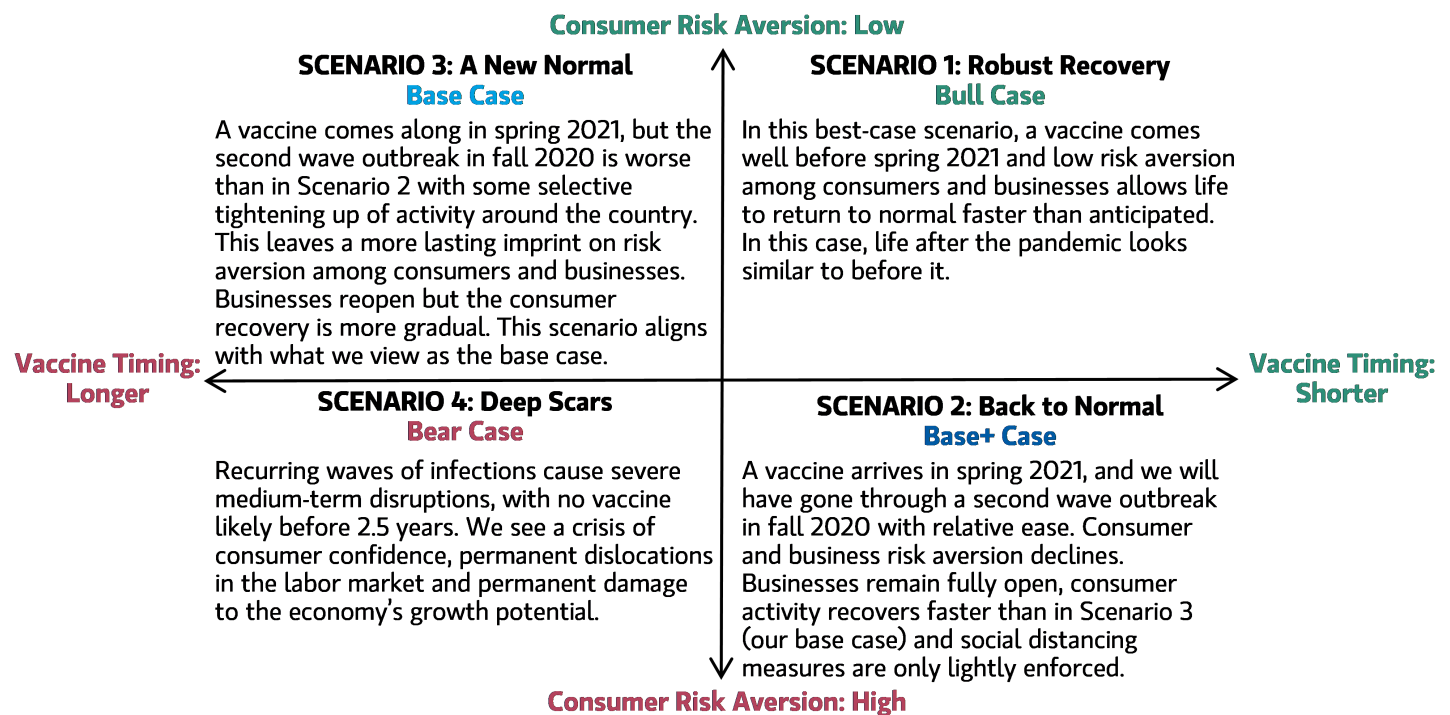 Consumer Risk Aversion: Low
SCENARIO 3: A New Normal
Base Case
A vaccine comes along in spring 2021, but the
second wave outbreak in fall 2020 is worse
than in Scenario 2 with some selective
tightening up of activity around the country.
This leaves a more lasting imprint on risk
aversion among consumers and businesses.
Businesses reopen but the consumer
recovery is more gradual. This scenario aligns
with what we view as the base case.
SCENARIO 1: Robust Recovery
Bull Case
In this best-case scenario, a vaccine comes
well before spring 2021 and low risk aversion
among consumers and businesses allows life
to return to normal faster than anticipated.
In this case, life after the pandemic looks
similar to before it.
Vaccine Timing:
Longer
Vaccine Timing:
Shorter
SCENARIO 4: Deep Scars
Bear Case
Recurring waves of infections cause severe
medium-term disruptions, with no vaccine
likely before 2.5 years. We see a crisis of
consumer confidence, permanent dislocations
in the labor market and permanent damage
to the economy's growth potential.
SCENARIO 2: Back to Normal
Base+ Case
A vaccine arrives in spring 2021, and we will
have gone through a second wave outbreak
in fall 2020 with relative ease. Consumer
and business risk aversion declines.
Businesses remain fully open, consumer
activity recovers faster than in Scenario 3
(our base case) and social distancing
measures are only lightly enforced.
Consumer Risk Aversion: High